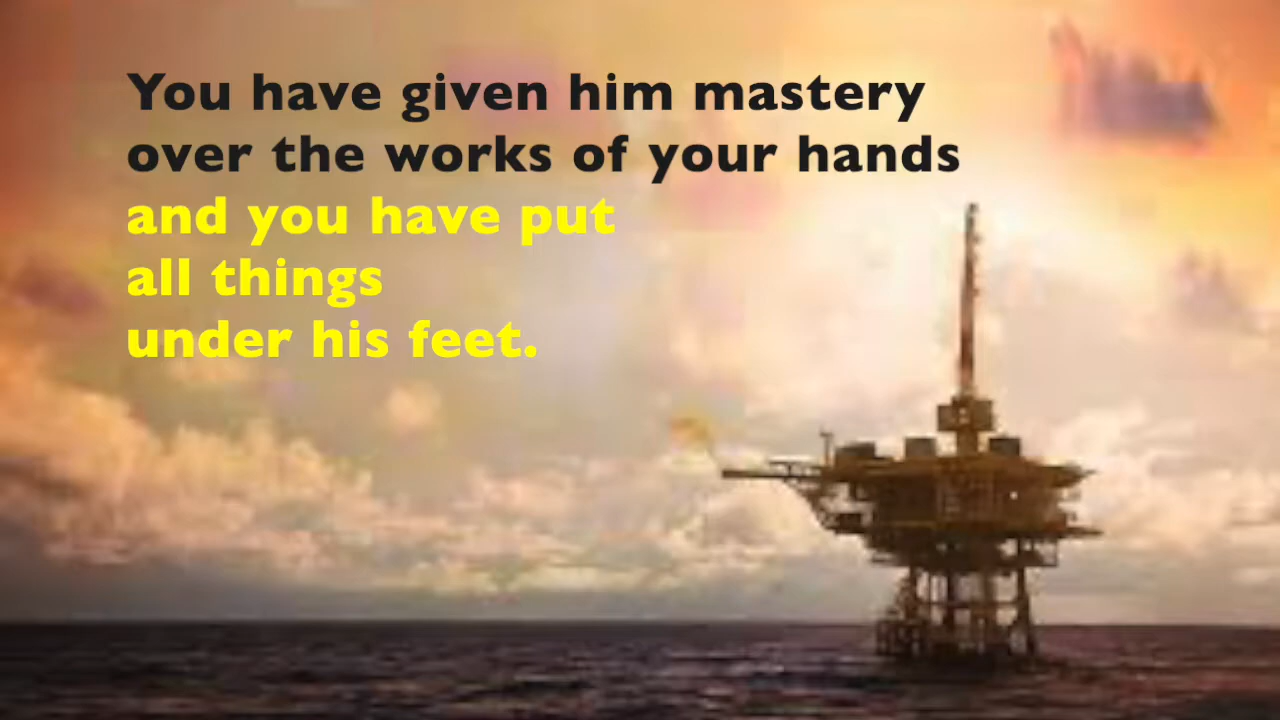 You have given him mastery
over the works of your hands
and you have put
all things
under his feet.